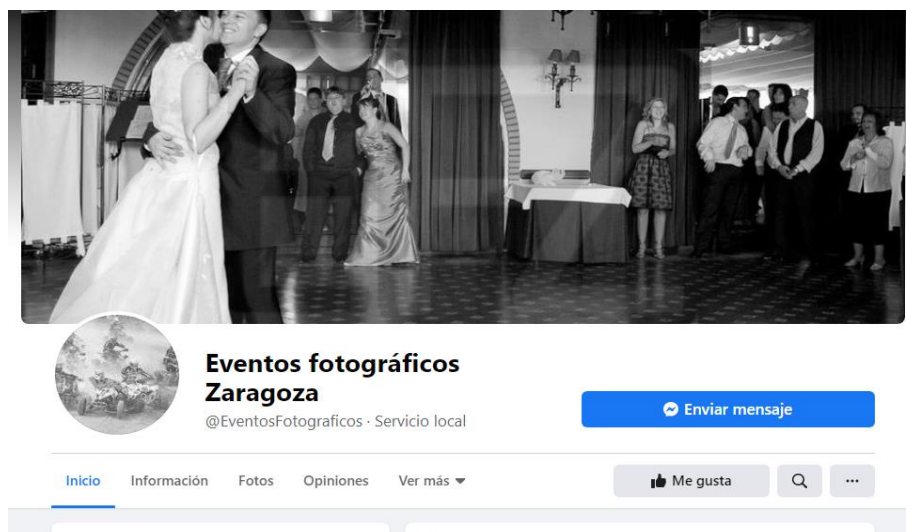 Eventos fotográficos
Zaragoza
@EventosFotograficos · Servicio local
Enviar mensaje
Inicio Información Fotos Opiniones Ver más
Me gusta